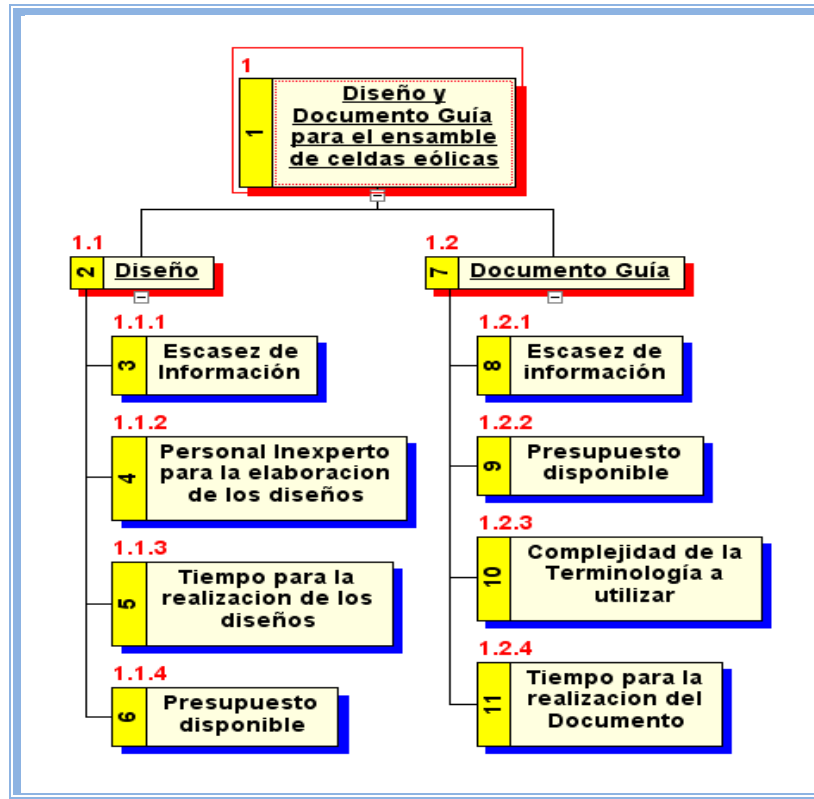 1
1
Diseño y
Documento Guía
para el ensamble
de celdas eólicas
1.1
2
Diseño
1.1.1
3
Escasez de
Información
1.1.2
4
Personal Inexperto
para la elaboracion
de los diseños
1.1.3
5
Tiempo para la
realizacion de los
diseños
1.1.4
6
Presupuesto
disponible
1.2
7
Documento Guía
1.2.1
8
Escasez de
información
1.2.2
9
Presupuesto
disponible
1.2.3
10
Complejidad de la
Terminología a
utilizar
1.2.4
11
Tiempo para la
realizacion del
Documento